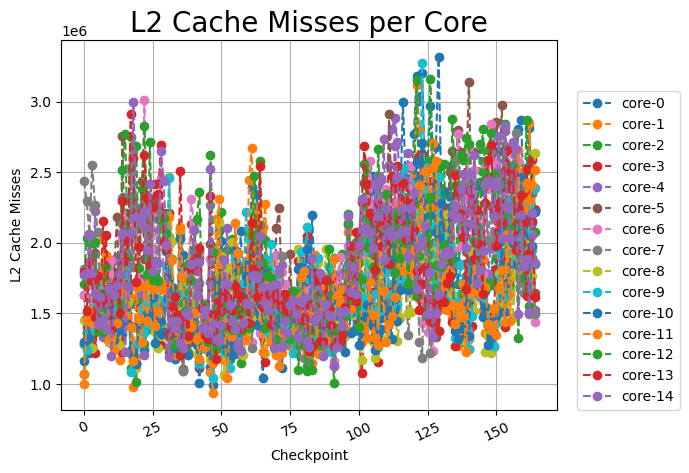 L2 Cache Misses per Core
1e6
3.0
2.5
2.0
1.5
1.0
L2 Cache Misses
0
25
50
75
100
125
150
Checkpoint
core-0
core-1
core-2
core-3
core-4
core-5
core-6
core-7
core-8
core-9
core-10
core-11
core-12
core-13
core-14